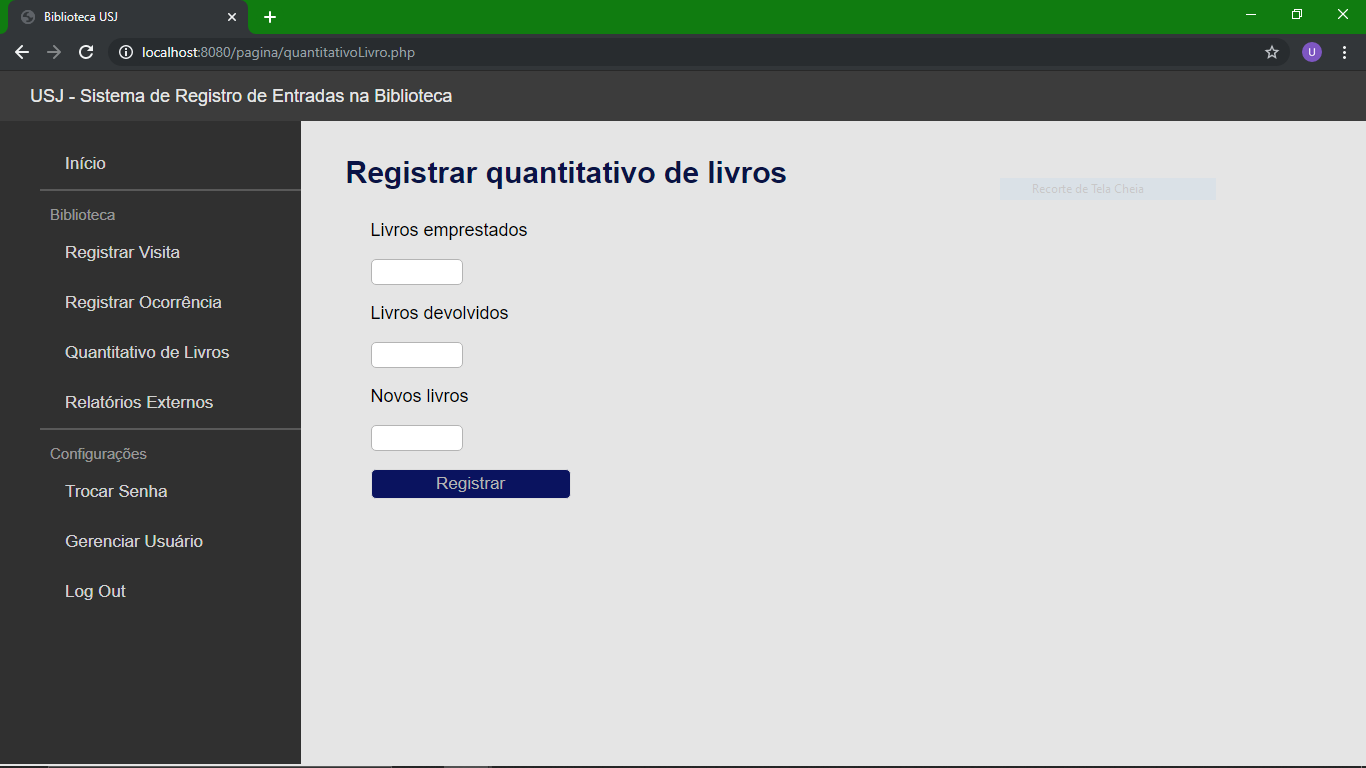 Biblioteca USJ
localhost:8080/pagina/quantitativoLivro.php
U
USJ - Sistema de Registro de Entradas na Biblioteca
Início
Biblioteca
Registrar Visita
Registrar Ocorrência
Quantitativo de Livros
Relatórios Externos
Configurações
Trocar Senha
Gerenciar Usuário
Log Out
Registrar quantitativo de livros
Recorte de Tela Cheia
Livros emprestados
Livros devolvidos
Novos livros
Registrar